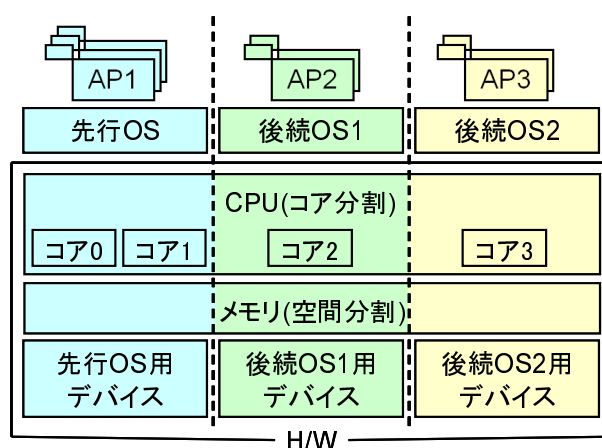 AP1 AP2 AP3
先行OS 後続OS1 後続OS2
CPU(コア分割)
コア0 コア1 コア2 コア3
メモリ(空間分割)
先行OS用 後続OS1用 後続OS2用
デバイス デバイス デバイス
H/W